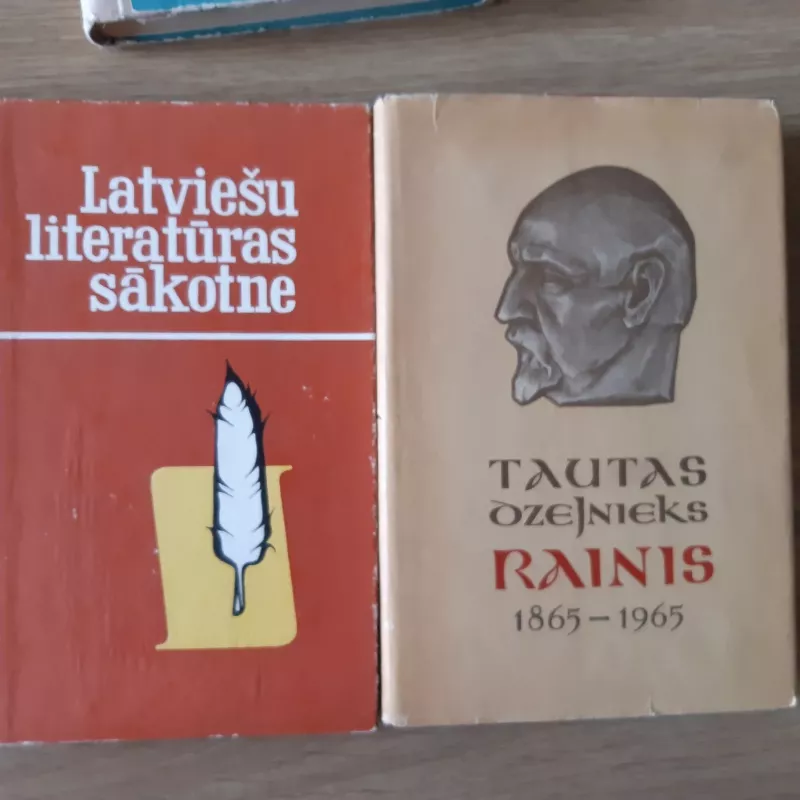 Latviešu
literatūras
sākotne
TAUTAS
DZEJNIEKS
RAINIS
1865–1965